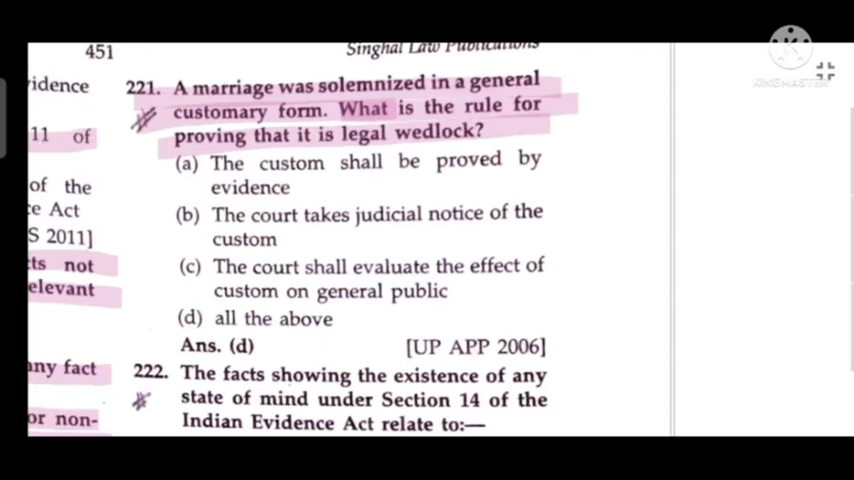 451
Singhal Law Publications
KINEMASTER
idence
11 of
of the
e Act
S 2011]
ts not
elevant
any fact
or non-
221. A marriage was solemnized in a general
customary form. What is the rule for
proving that it is legal wedlock?
(a) The custom shall be proved by
evidence
(b) The court takes judicial notice of the
custom
(c) The court shall evaluate the effect of
custom on general public
(d) all the above
Ans. (d) [UP APP 2006]
222. The facts showing the existence of any
state of mind under Section 14 of the
Indian Evidence Act relate to:—